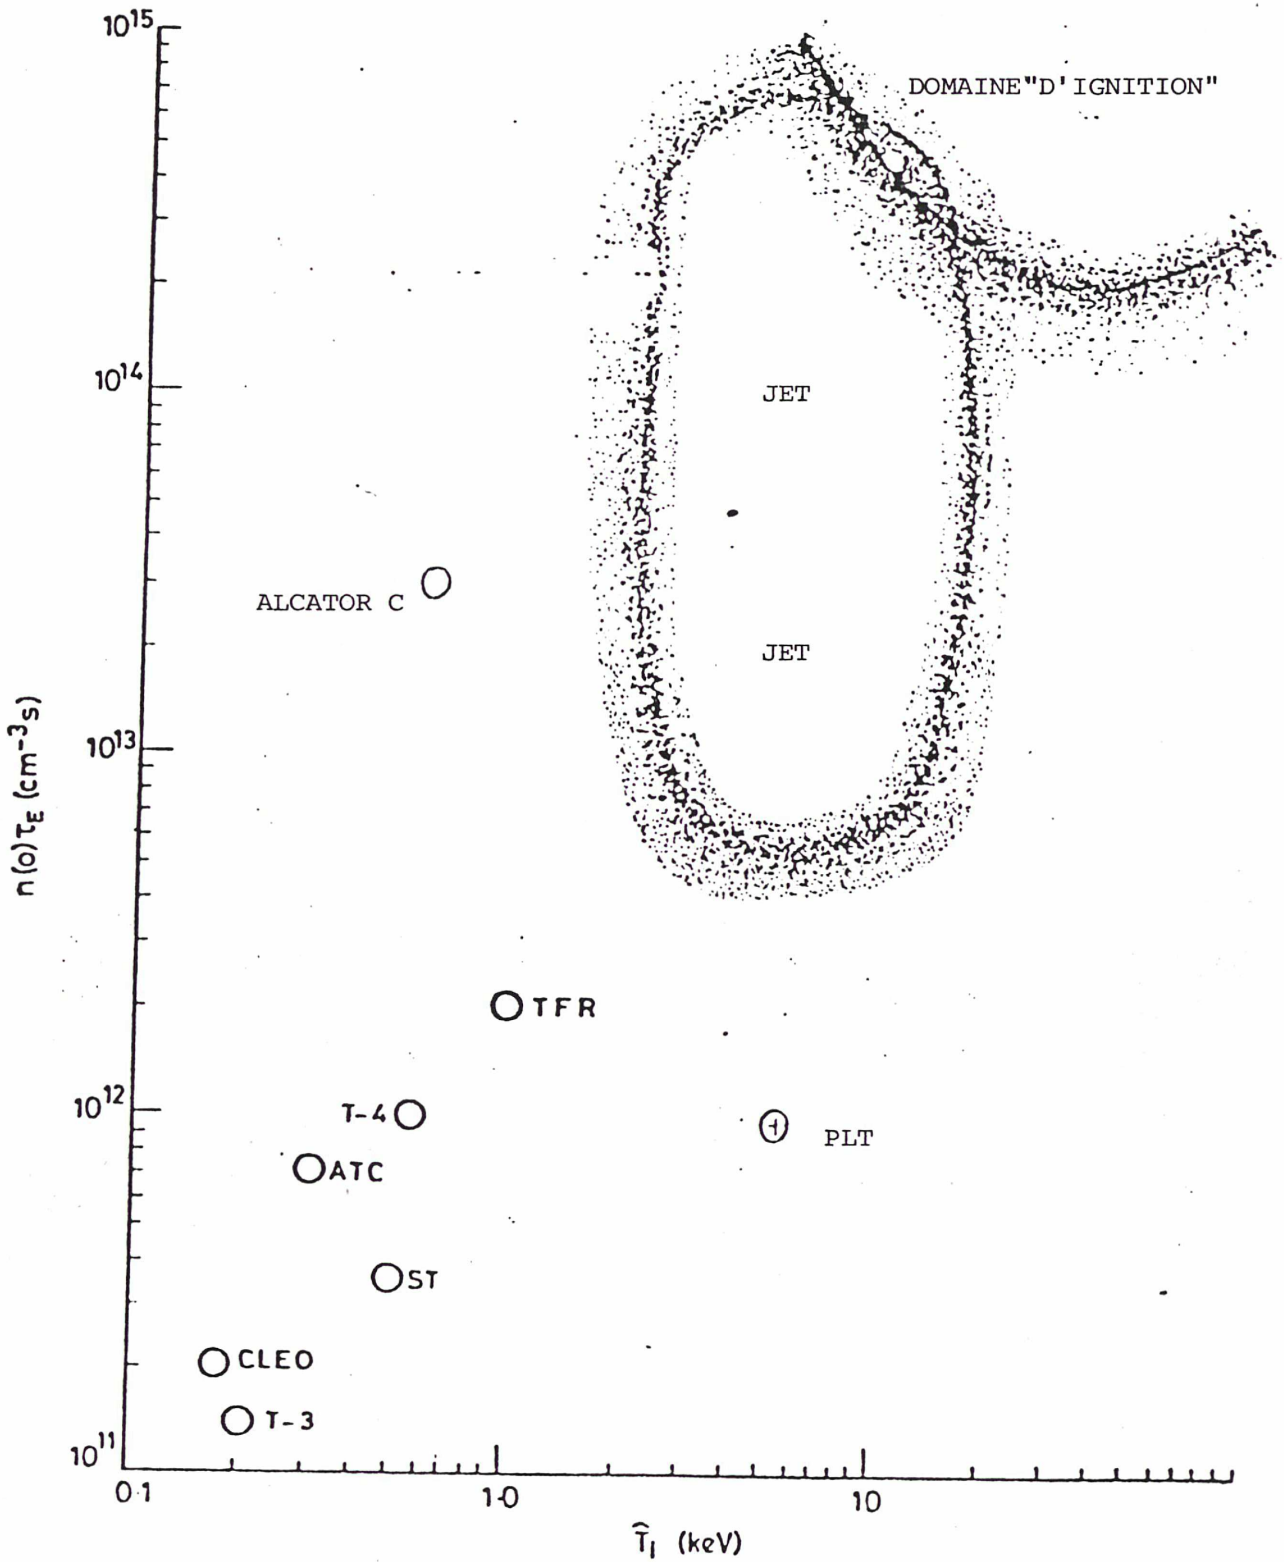 10¹⁵
DOMAINE"D'IGNITION"
10¹⁴
JET
ALCATOR C
JET
10¹³
n(o)τ_E (cm⁻³s)
TFR
10¹²
T-4
PLT
ATC
ST
CLEO
T-3
10¹¹
0·1
1·0
10
T̂ᵢ (keV)